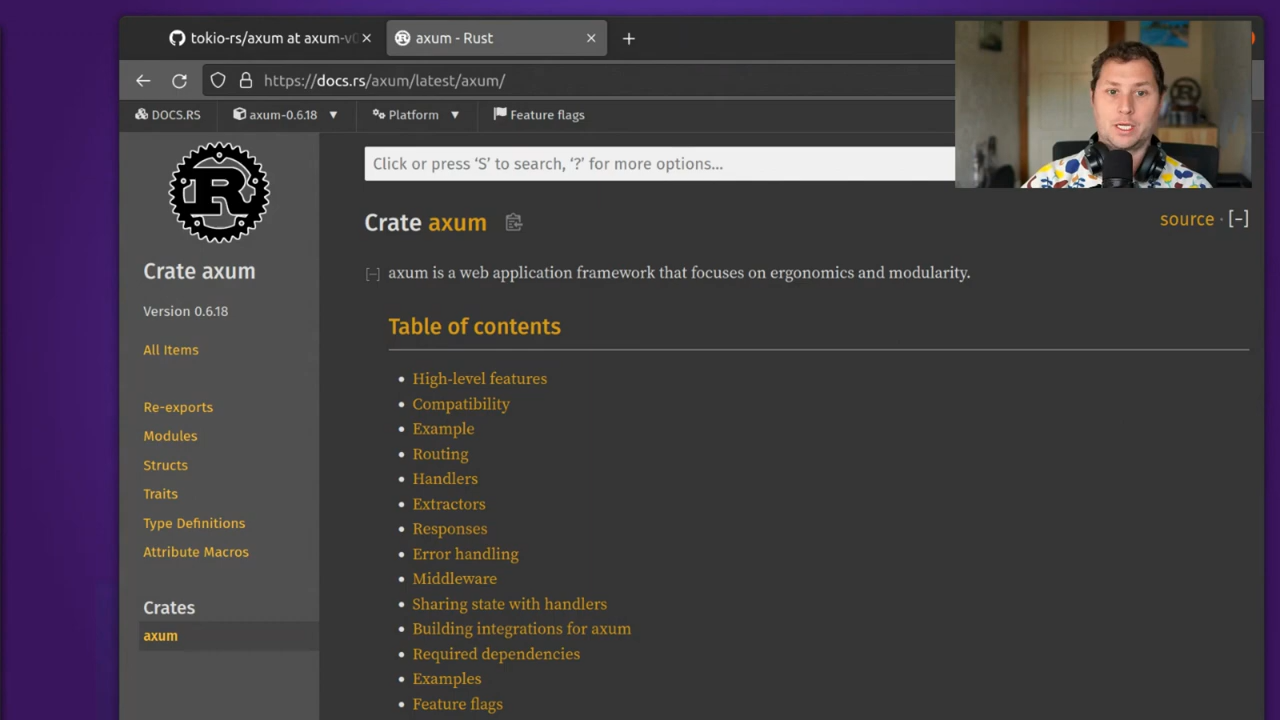 tokio-rs/axum at axum-v0
axum - Rust
https://docs.rs/axum/latest/axum/
DOCS.RS
axum-0.6.18
Platform
Feature flags
Click or press ‘S’ to search, ‘?’ for more options…
Crate axum
source · [−]
[−] axum is a web application framework that focuses on ergonomics and modularity.
Table of contents
• High-level features
• Compatibility
• Example
• Routing
• Handlers
• Extractors
• Responses
• Error handling
• Middleware
• Sharing state with handlers
• Building integrations for axum
• Required dependencies
• Examples
• Feature flags
R
Crate axum
Version 0.6.18
All Items
Re-exports
Modules
Structs
Traits
Type Definitions
Attribute Macros
Crates
axum